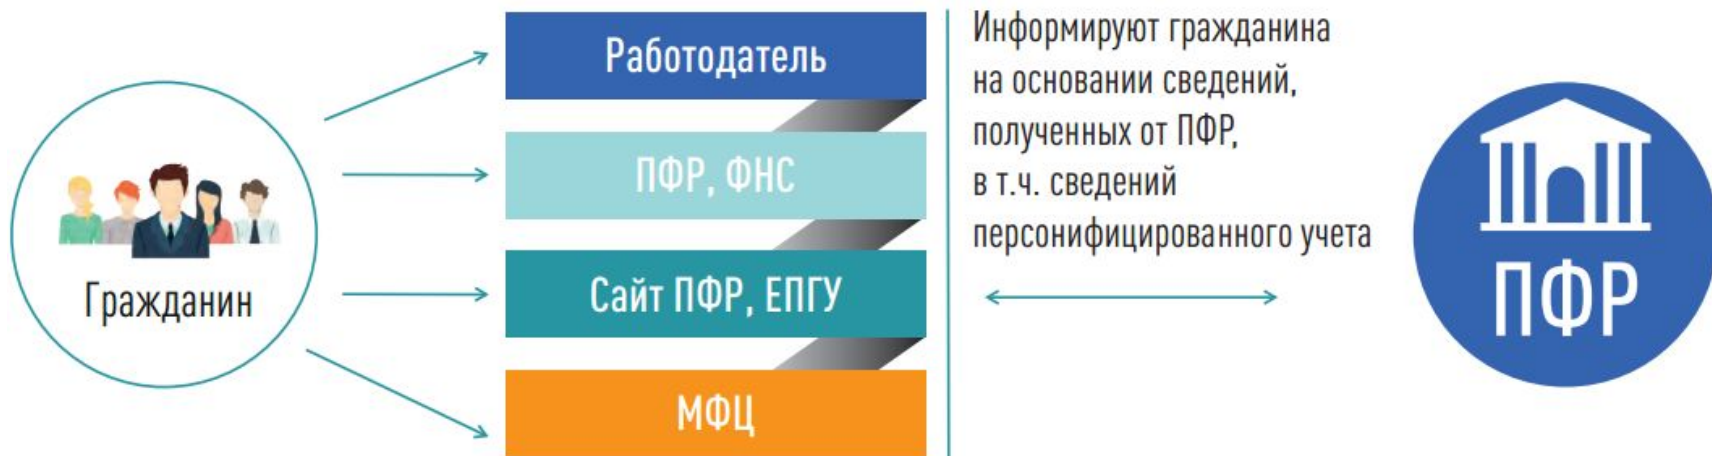 Гражданин
Работодатель
ПФР, ФНС
Сайт ПФР, ЕПГУ
МФЦ
Информируют гражданина
на основании сведений,
полученных от ПФР,
в т.ч. сведений
персонифицированного учета
ПФР